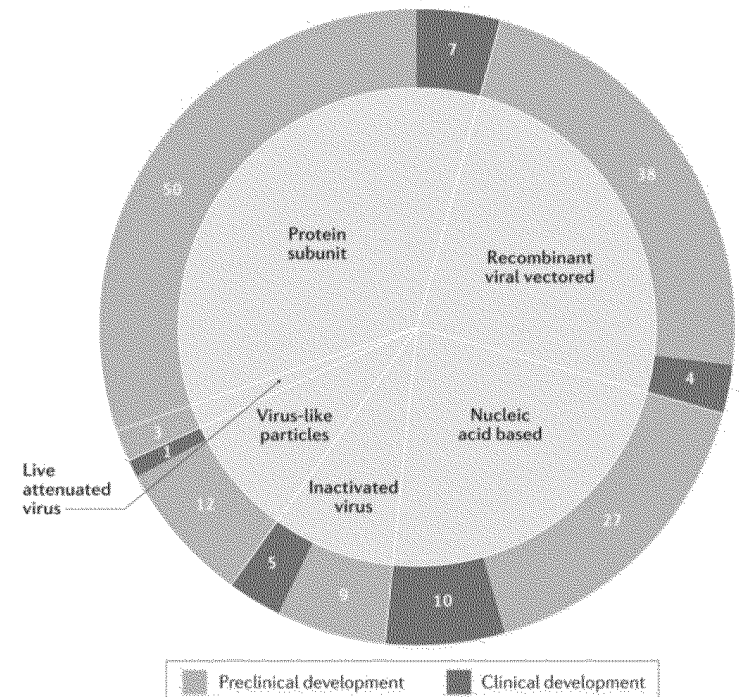 7
50
38
Protein
subunit
Recombinant
viral vectored
4
Virus-like
particles
Nucleic
acid based
3
1
Live
attenuated
virus
12
Inactivated
virus
27
5
9
10
Preclinical development
Clinical development